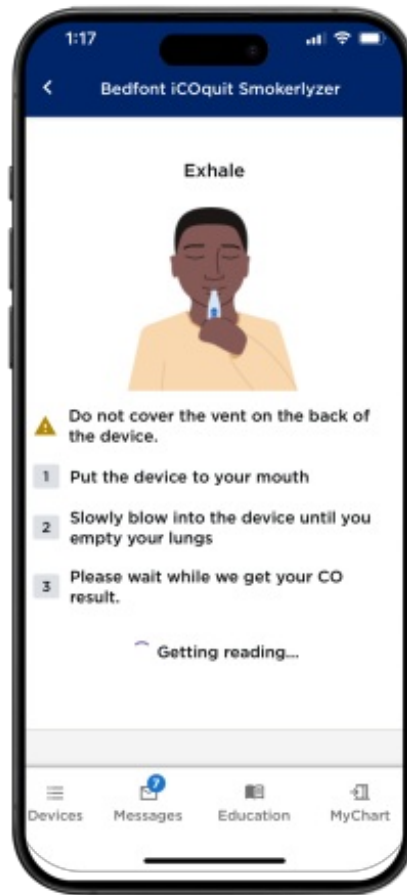 1:17
Bedfont iCOquit Smokerlyzer
Exhale
Do not cover the vent on the back of
the device.
1 Put the device to your mouth
2 Slowly blow into the device until you
empty your lungs
3 Please wait while we get your CO
result.
Getting reading...
7
Devices Messages Education MyChart